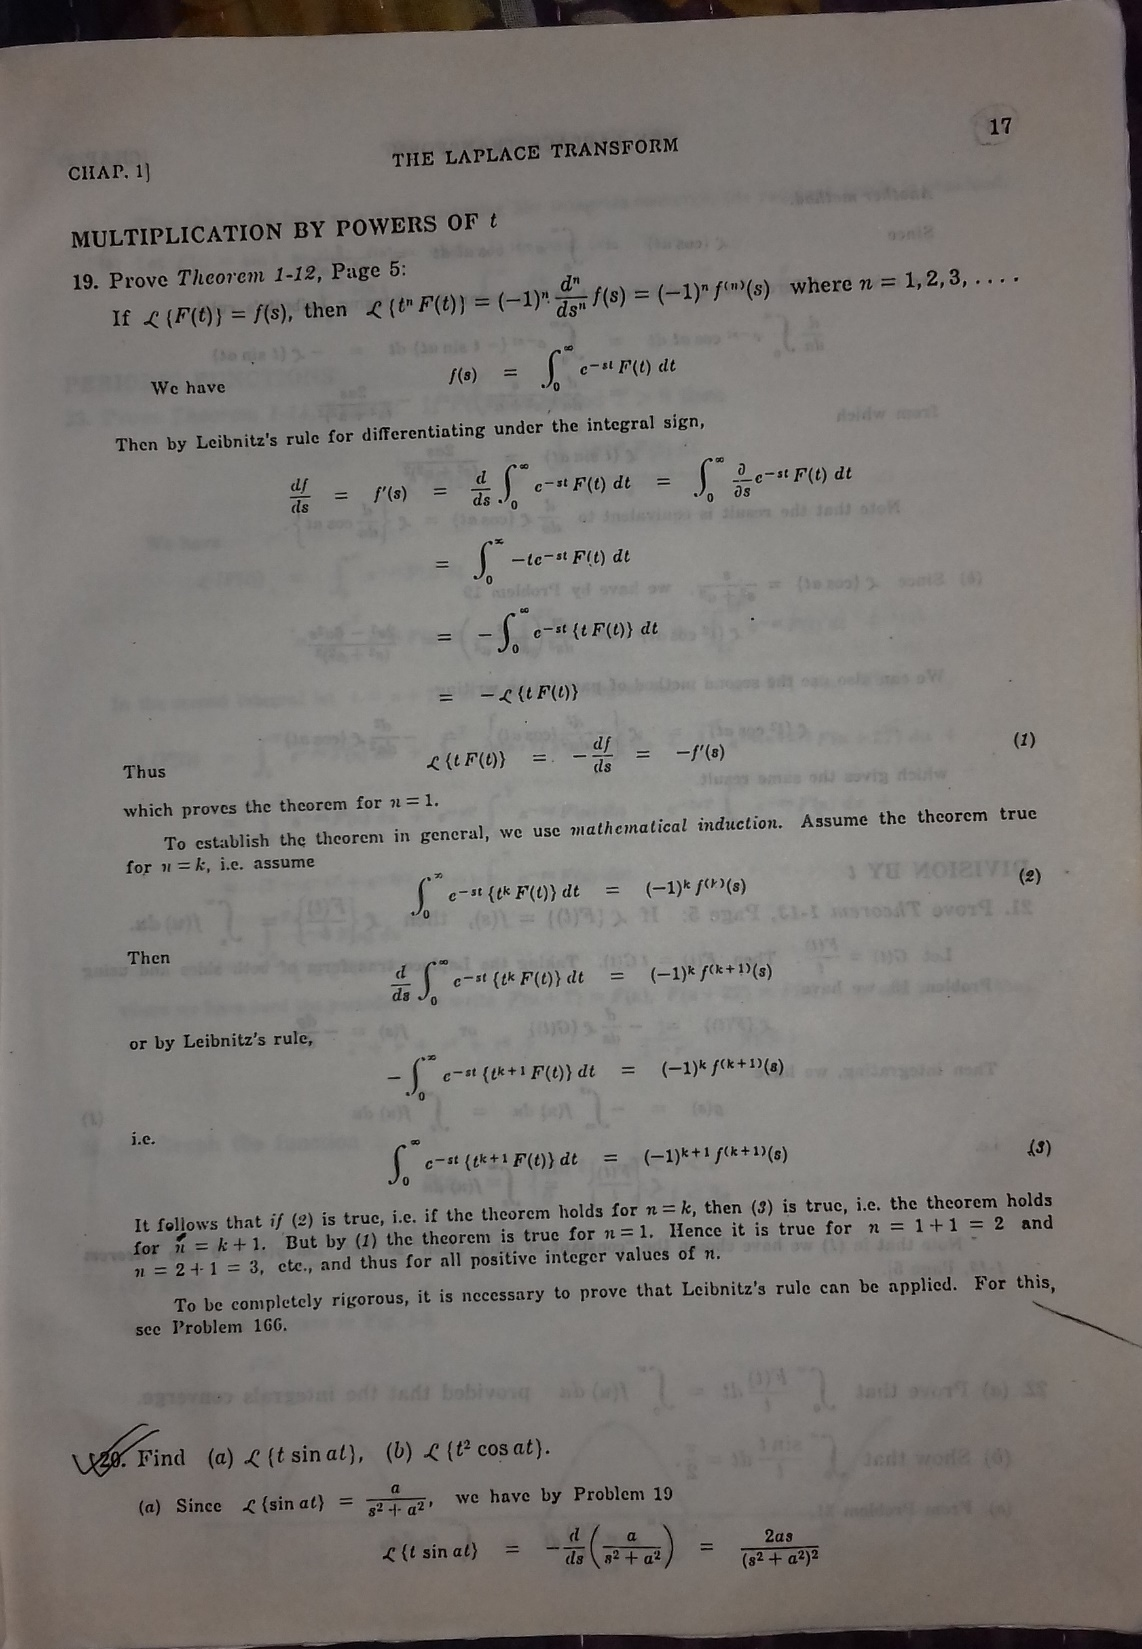 17
CHAP. 1]
THE LAPLACE TRANSFORM
MULTIPLICATION BY POWERS OF t
19. Prove Theorem 1-12, Page 5:
If ℒ {F(t)} = f(s), then ℒ {tⁿ F(t)} = (−1)ⁿ dⁿ/dsⁿ f(s) = (−1)ⁿ f⁽ⁿ⁾(s) where n = 1, 2, 3, . . . .
We have f(s) = ∫₀^∞ e^{−st} F(t) dt
Then by Leibnitz's rule for differentiating under the integral sign,
df/ds = f′(s) = d/ds ∫₀^∞ e^{−st} F(t) dt = ∫₀^∞ ∂/∂s e^{−st} F(t) dt
= ∫₀^∞ −te^{−st} F(t) dt
= −∫₀^∞ e^{−st} {t F(t)} dt
= −ℒ {t F(t)}
Thus ℒ {t F(t)} = −df/ds = −f′(s) (1)
which proves the theorem for n = 1.
To establish the theorem in general, we use mathematical induction. Assume the theorem true
for n = k, i.e. assume
∫₀^∞ e^{−st} {t^k F(t)} dt = (−1)^k f^{(k)}(s) (2)
Then
d/ds ∫₀^∞ e^{−st} {t^k F(t)} dt = (−1)^k f^{(k+1)}(s)
or by Leibnitz's rule,
−∫₀^∞ e^{−st} {t^{k+1} F(t)} dt = (−1)^k f^{(k+1)}(s)
i.e.
∫₀^∞ e^{−st} {t^{k+1} F(t)} dt = (−1)^{k+1} f^{(k+1)}(s) (3)
It follows that if (2) is true, i.e. if the theorem holds for n = k, then (3) is true, i.e. the theorem holds
for n = k + 1. But by (1) the theorem is true for n = 1. Hence it is true for n = 1 + 1 = 2 and
n = 2 + 1 = 3, etc., and thus for all positive integer values of n.
To be completely rigorous, it is necessary to prove that Leibnitz's rule can be applied. For this,
see Problem 166.
20. Find (a) ℒ {t sin at}, (b) ℒ {t² cos at}.
(a) Since ℒ {sin at} = a/(s² + a²), we have by Problem 19
ℒ {t sin at} = −d/ds (a/(s² + a²)) = 2as/(s² + a²)²